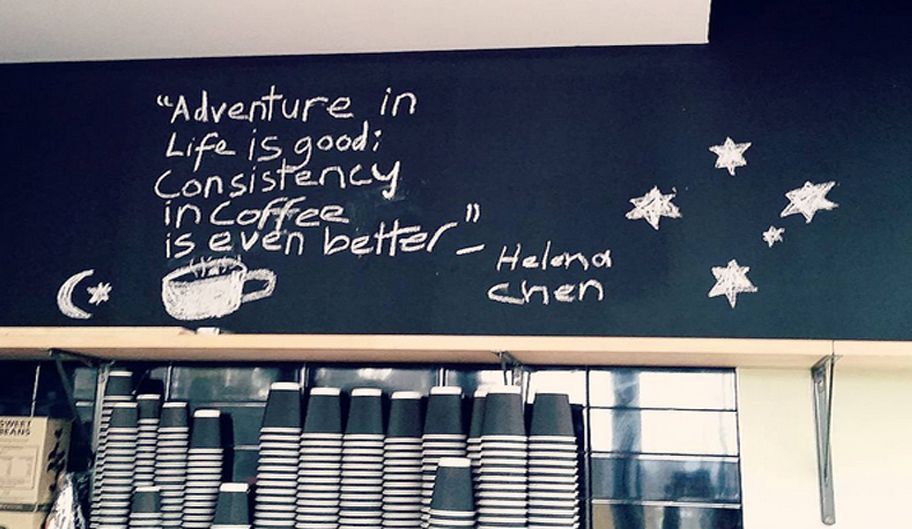 "Adventure in
Life is good;
Consistency
in Coffee
is even better" –
Helena
Chen
SWEET
BEANS